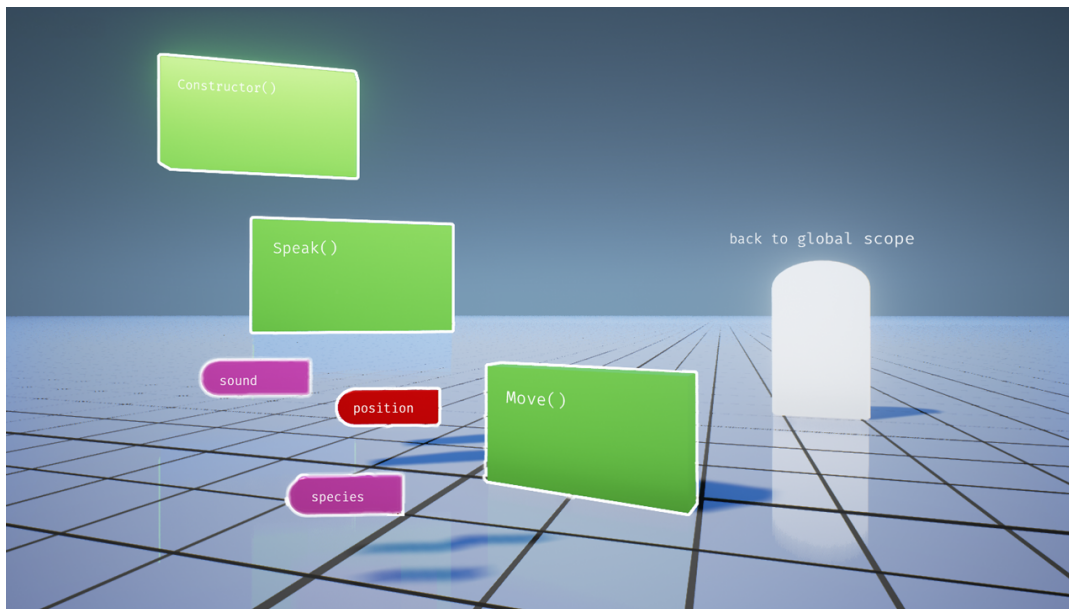 Constructor()
Speak()
back to global scope
sound
position
Move()
species